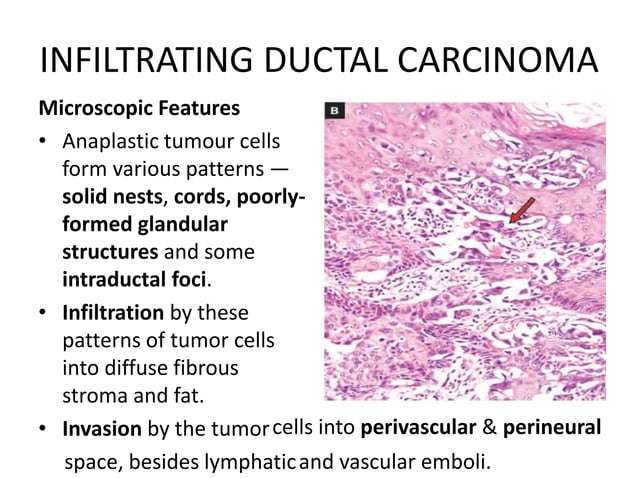 INFILTRATING DUCTAL CARCINOMA
Microscopic Features
• Anaplastic tumour cells
form various patterns —
solid nests, cords, poorly-
formed glandular
structures and some
intraductal foci.
• Infiltration by these
patterns of tumor cells
into diffuse fibrous
stroma and fat.
• Invasion by the tumor cells into perivascular & perineural
space, besides lymphatic and vascular emboli.
B